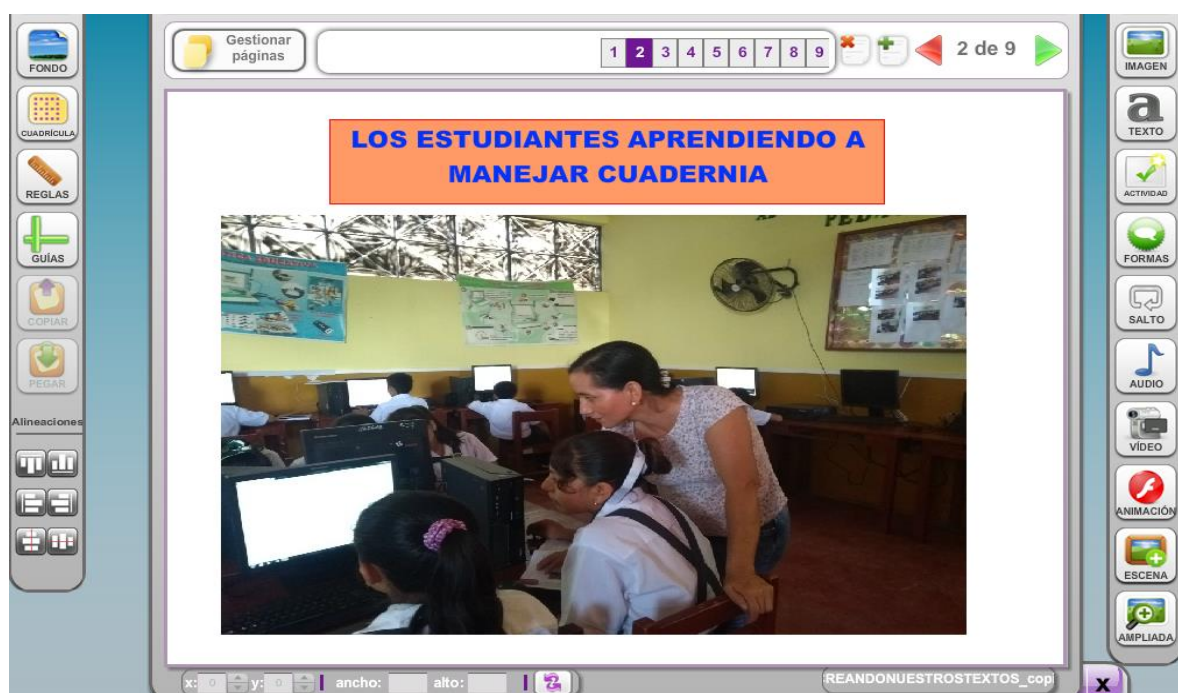 Gestionar
páginas
1 2 3 4 5 6 7 8 9
2 de 9
FONDO
CUADRÍCULA
REGLAS
GUÍAS
COPIAR
PEGAR
Alineaciones
LOS ESTUDIANTES APRENDIENDO A
MANEJAR CUADERNIA
IMAGEN
a
TEXTO
ACTIVIDAD
FORMAS
SALTO
AUDIO
VÍDEO
ANIMACIÓN
ESCENA
AMPLIADA
x: 0 y: 0 ancho: alto:
REANDONUESTROSTEXTOS_cop
X